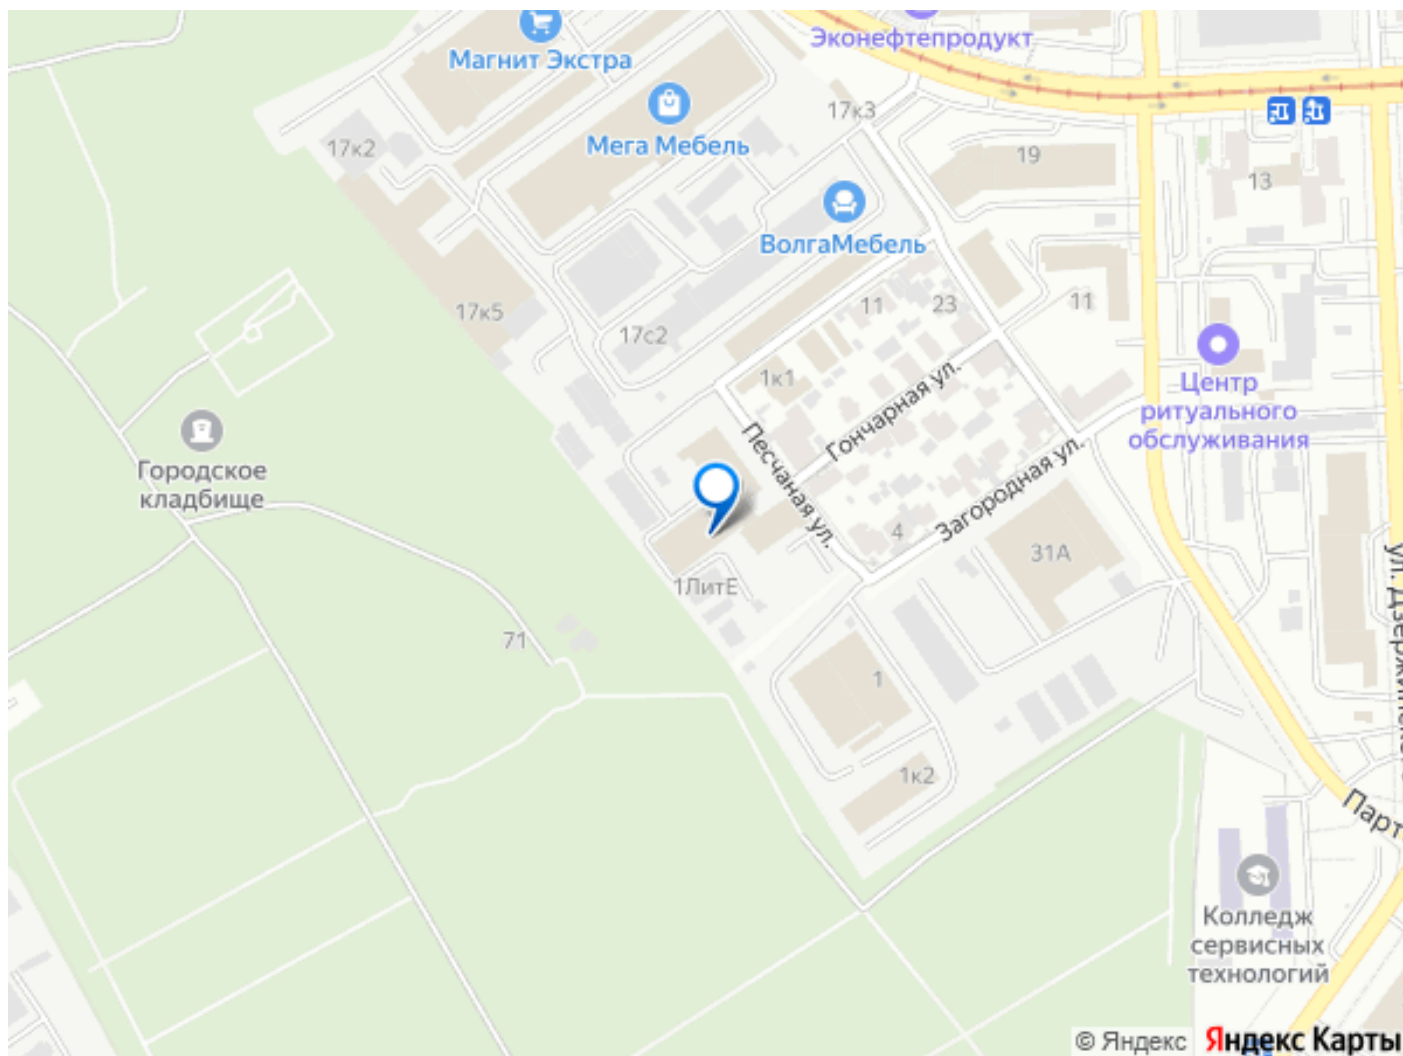 Эконефтепродукт
Магнит Экстра
17к3
Мега Мебель
17к2
19
13
ВолгаМебель
17к5
11
23
11
17с2
1к1
Гончарная ул.
Центр
ритуального
обслуживания
Песчаная ул.
Загородная ул.
Городское
кладбище
4
31А
1ЛитЕ
ул. Дзержинского
71
1
1к2
Парт
Колледж
сервисных
технологий
© Яндекс Яндекс Карты